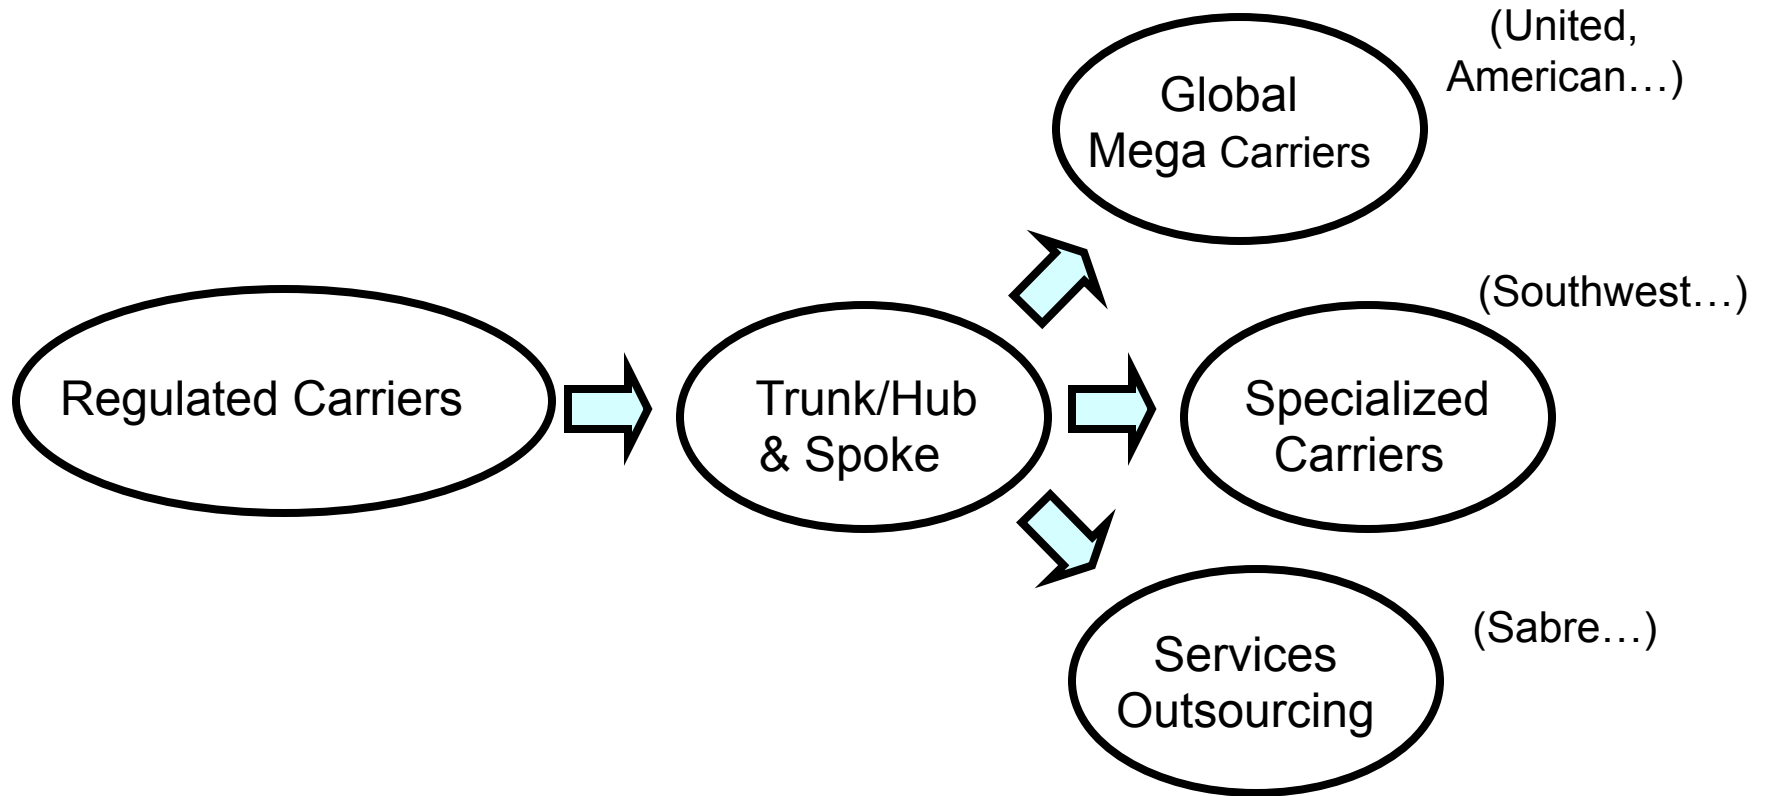 (United,
American…)
Global
Mega Carriers
(Southwest…)
Regulated Carriers
Trunk/Hub
& Spoke
Specialized
Carriers
(Sabre…)
Services
Outsourcing